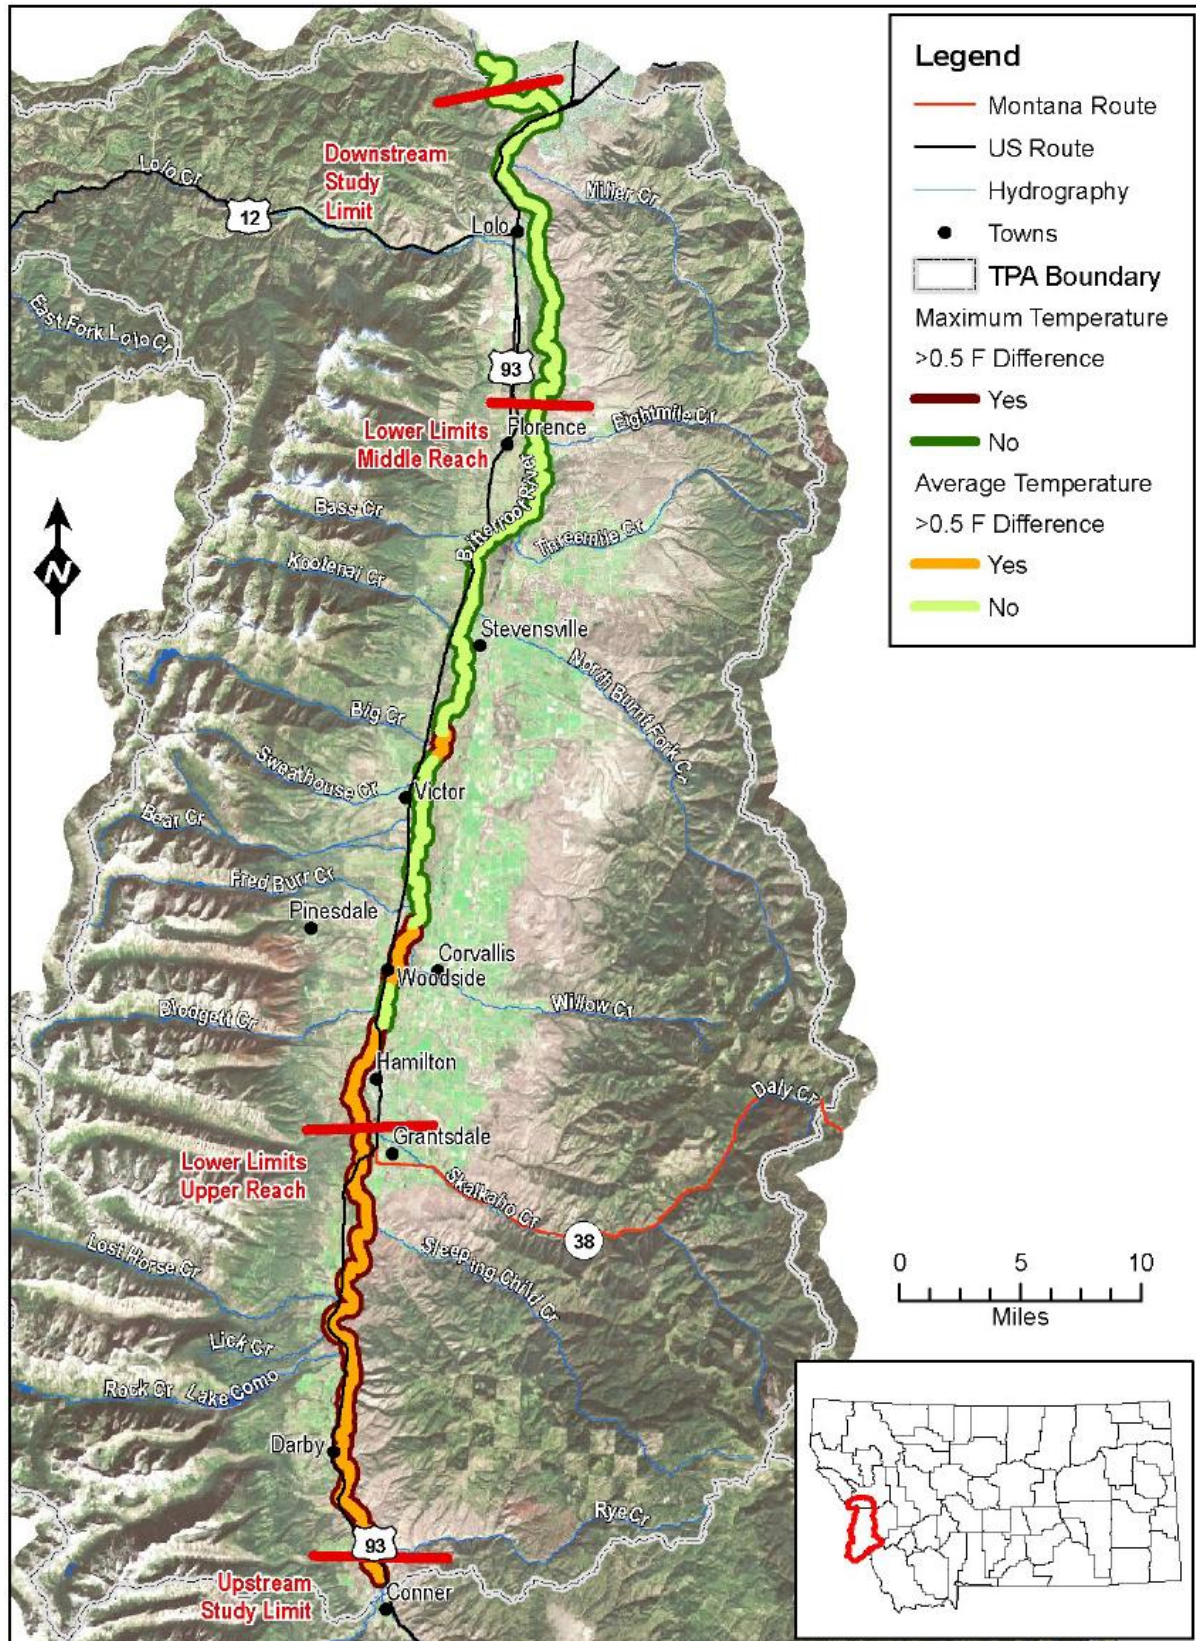 Legend
Montana Route
US Route
Hydrography
Towns
TPA Boundary
Maximum Temperature
>0.5 F Difference
Yes
No
Average Temperature
>0.5 F Difference
Yes
No
Downstream
Study
Limit
Lolo Cr
12
Lolo
Miller Cr
East Fork Lolo Cr
93
Lower Limits
Middle Reach
Florence
Eightmile Cr
Bass Cr
Bitterroot River
Threemile Cr
Kootenai Cr
N
Stevensville
North Burnt Fork Cr
Big Cr
Sweathouse Cr
Victor
Bear Cr
Fred Burr Cr
Pinesdale
Corvallis
Woodside
Willow Cr
Blodgett Cr
Hamilton
Daly Cr
Grantsdale
Lower Limits
Upper Reach
Skalkaho Cr
38
Lost Horse Cr
Sleeping Child Cr
0 5 10
Miles
Lick Cr
Rock Cr Lake Como
Darby
Rye Cr
93
Upstream
Study Limit
Conner